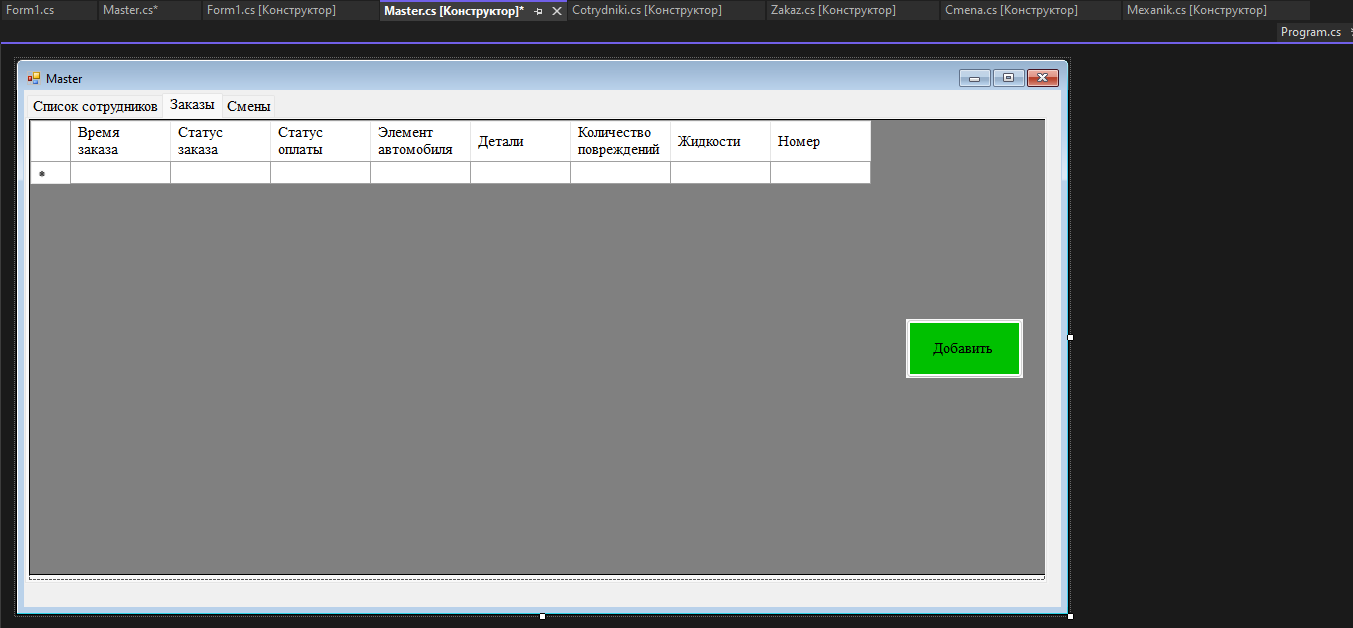 Form1.cs Master.cs* Form1.cs [Конструктор] Master.cs [Конструктор]* Cotrydniki.cs [Конструктор] Zakaz.cs [Конструктор] Cmena.cs [Конструктор] Mexanik.cs [Конструктор]
Program.cs
Master
Список сотрудников Заказы Смены
Время заказа
Статус заказа
Статус оплаты
Элемент автомобиля
Детали
Количество повреждений
Жидкости
Номер
Добавить